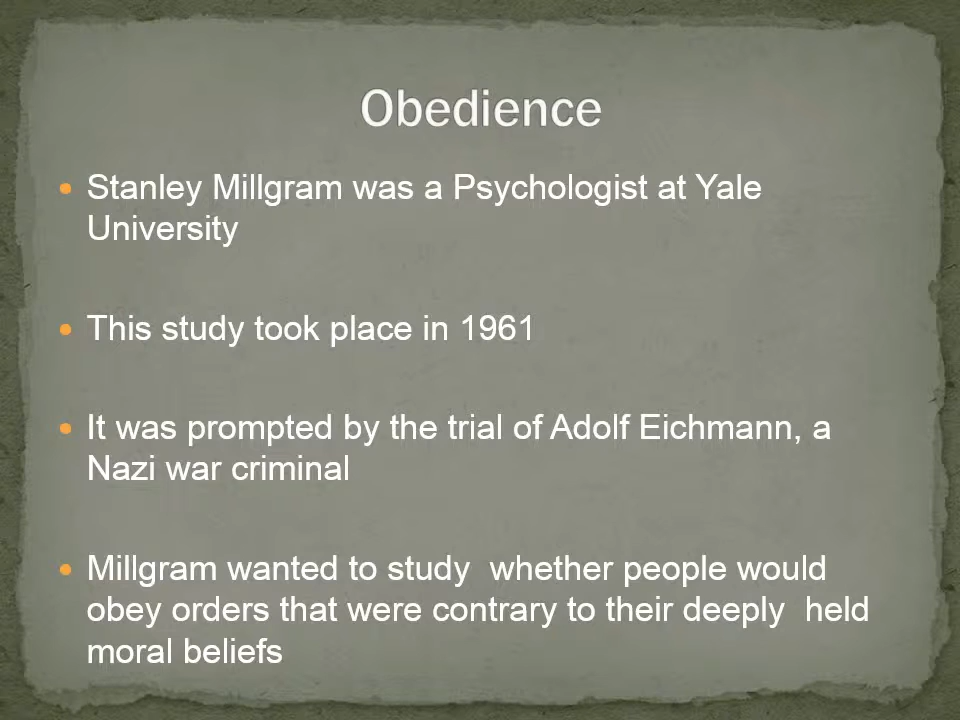 Obedience
Stanley Millgram was a Psychologist at Yale
University
This study took place in 1961
It was prompted by the trial of Adolf Eichmann, a
Nazi war criminal
Millgram wanted to study  whether people would
obey orders that were contrary to their deeply  held
moral beliefs